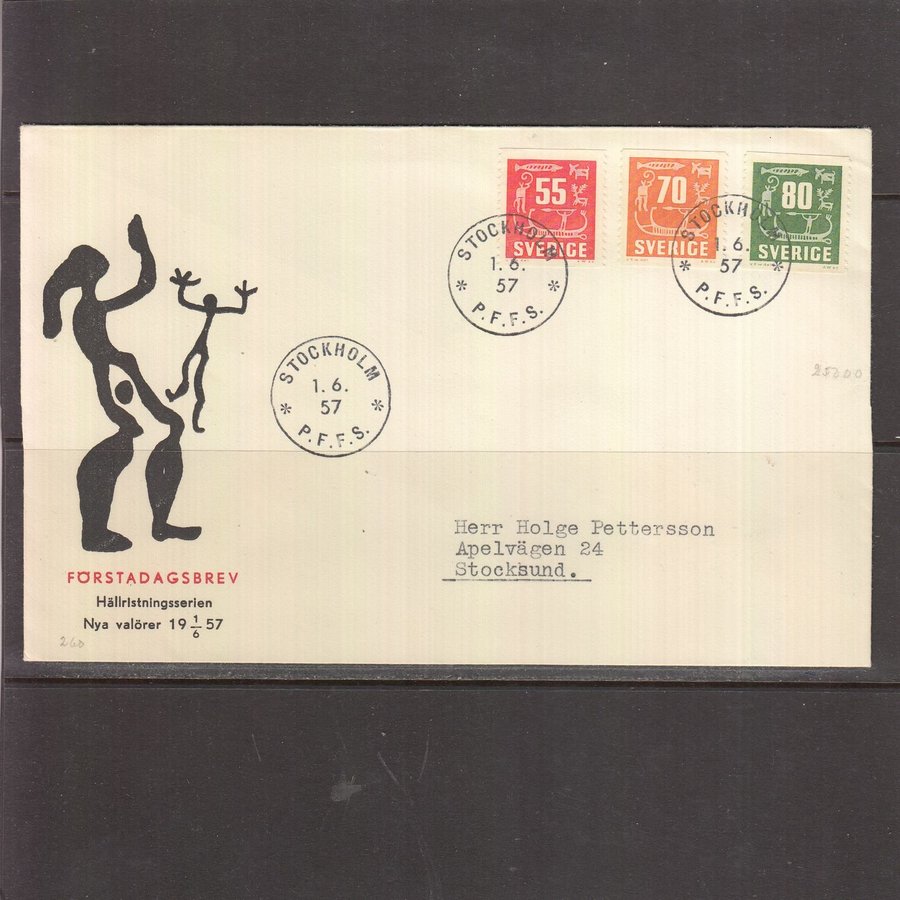 55
SVERIGE
70
SVERIGE
80
SVERIGE
STOCKHOLM
1. 6.
57
* P.F.F.S. *
STOCKHOLM
1. 6.
57
* P.F.F.S. *
STOCKHOLM
1. 6.
57
* P.F.F.S. *
Herr Holge Pettersson
Apelvägen 24
Stocksund.
FÖRSTADAGSBREV
Hällristningsserien
Nya valörer 19 1/6 57
260